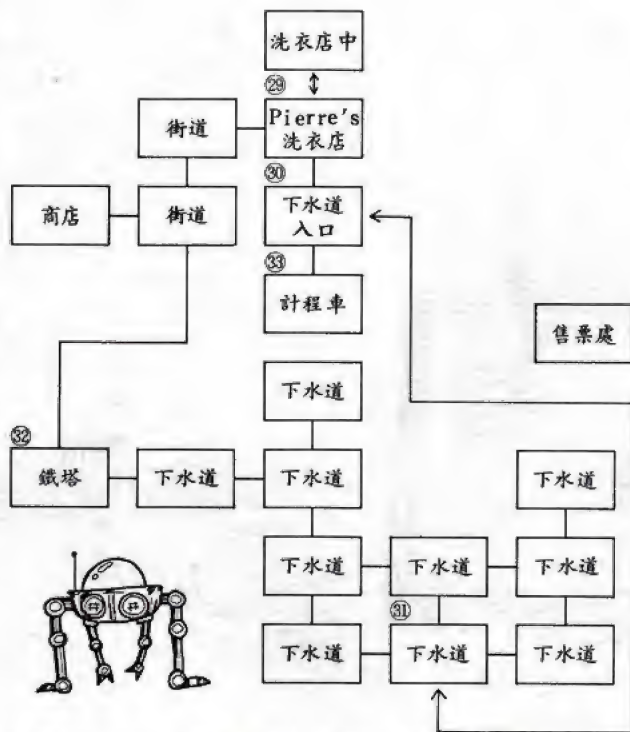 洗衣店中
㉙
街道
Pierre's
洗衣店
㉚
商店
街道
下水道
入口
㉝
計程車
售票處
下水道
㉜
鐵塔
下水道
下水道
下水道
下水道
下水道
下水道
㉛
下水道
下水道
下水道